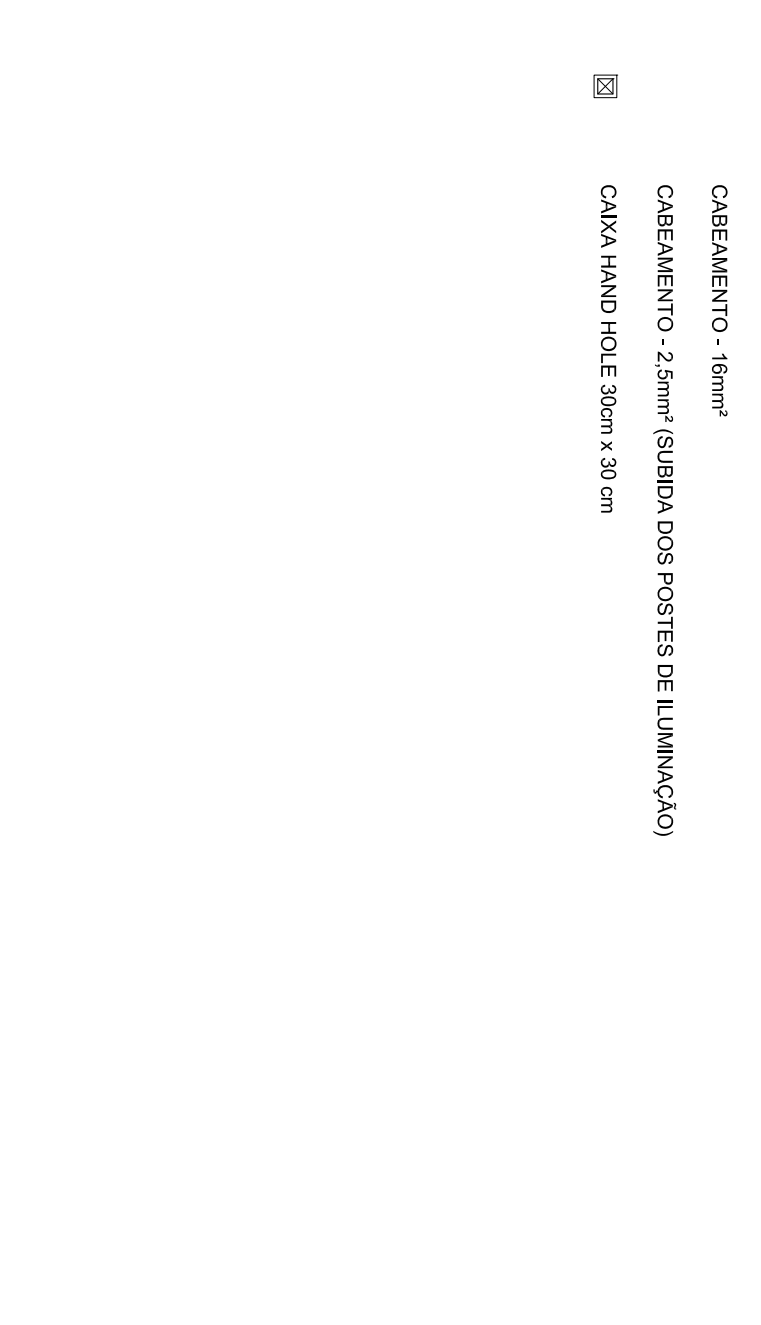 CABEAMENTO - 16mm²
CABEAMENTO - 2,5mm² (SUBIDA DOS POSTES DE ILUMINAÇÃO)
CAIXA HAND HOLE 30cm x 30 cm